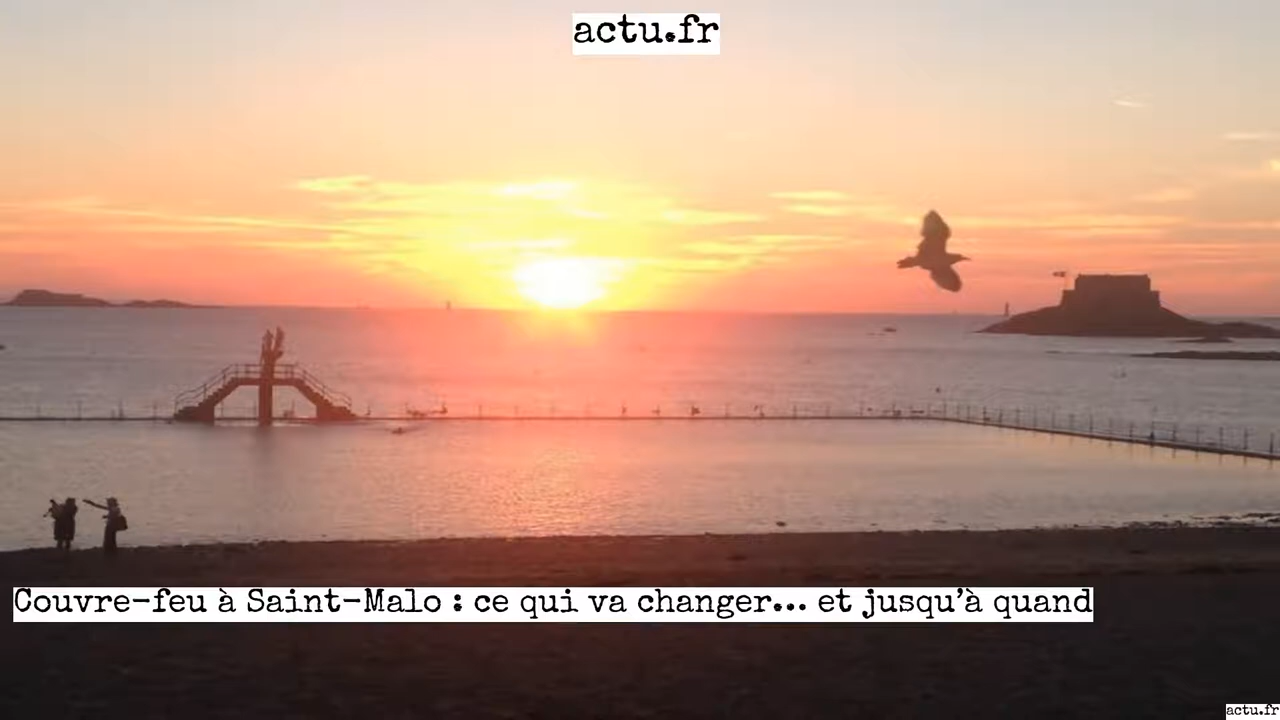 actu.fr
Couvre-feu à Saint-Malo : ce qui va changer... et jusqu'à quand
actu.fr